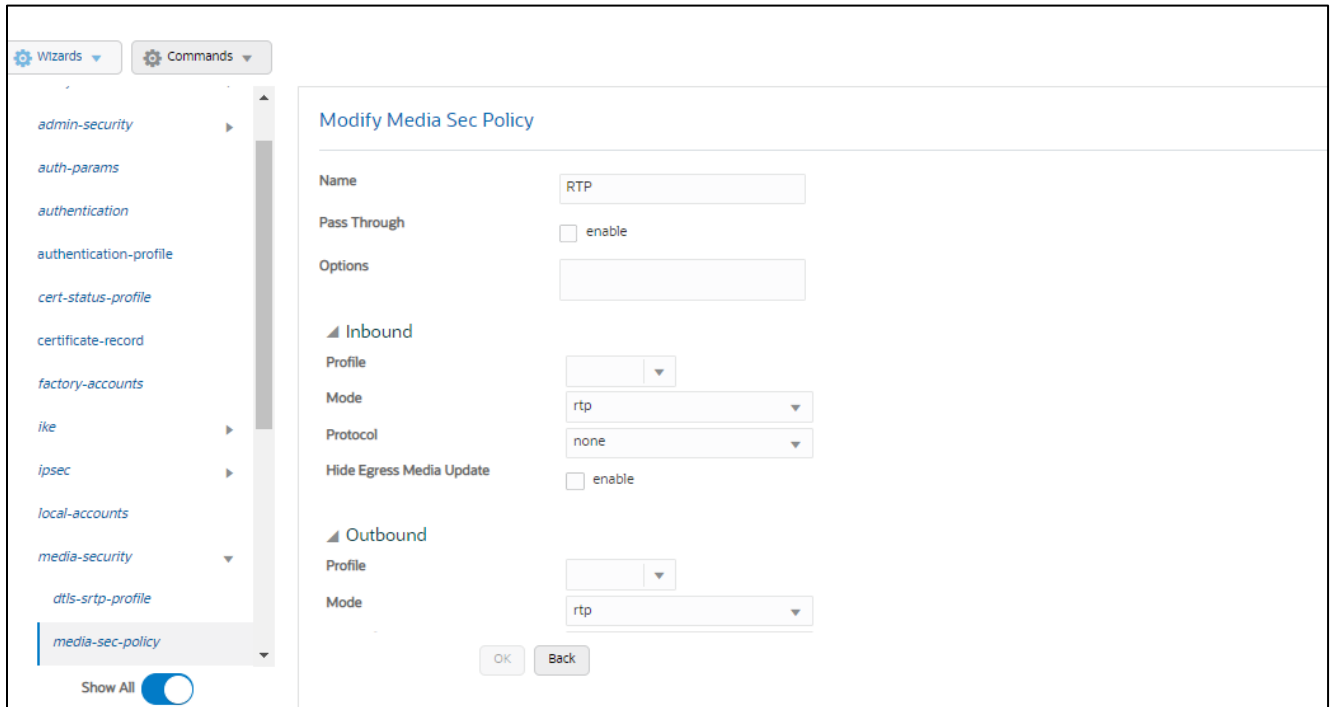 Wizards
Commands
admin-security
auth-params
authentication
authentication-profile
cert-status-profile
certificate-record
factory-accounts
ike
ipsec
local-accounts
media-security
dtls-srtp-profile
media-sec-policy
Show All
Modify Media Sec Policy
Name RTP
Pass Through enable
Options
Inbound
Profile
Mode rtp
Protocol none
Hide Egress Media Update enable
Outbound
Profile
Mode rtp
OK Back